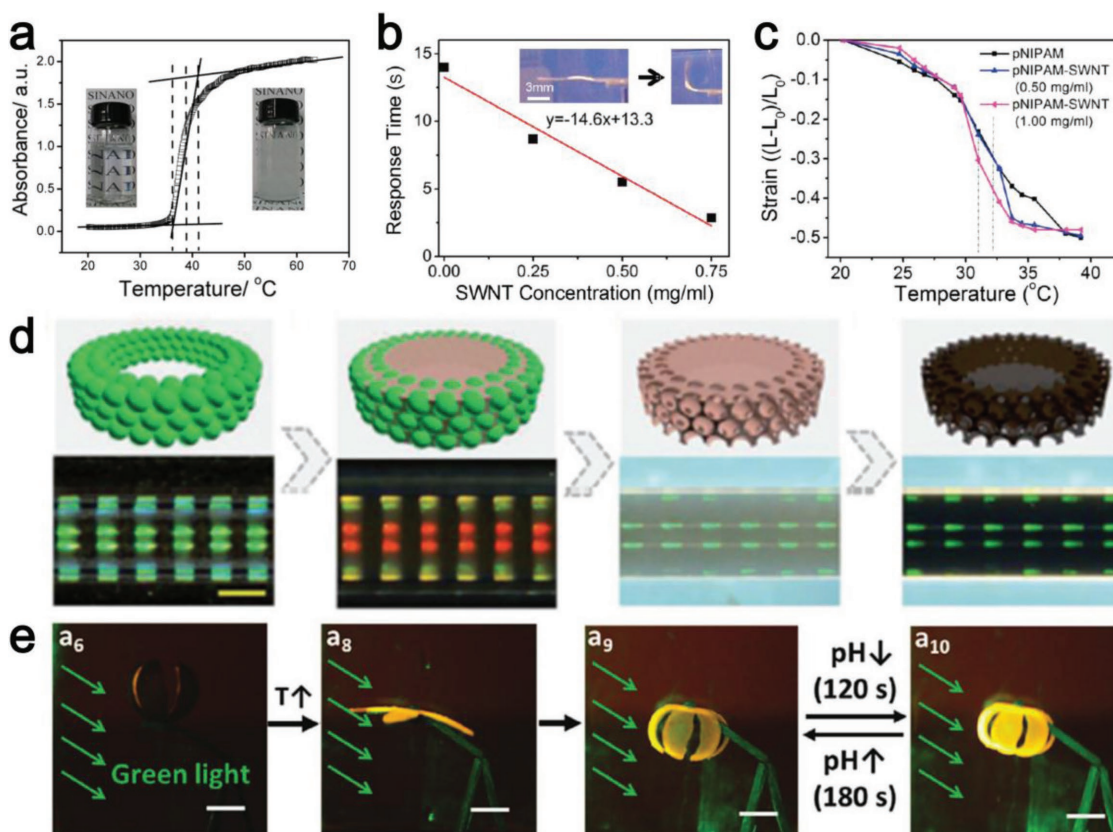 a
Absorbance/ a.u.
2.0
1.5
1.0
0.5
0.0
10 20 30 40 50 60 70
Temperature/ °C
SINANO
b
Response Time (s)
15
10
5
0
0.00 0.25 0.50 0.75
SWNT Concentration (mg/ml)
3mm
y=-14.6x+13.3
c
Strain ((L-L0)/L0)
0.0
-0.1
-0.2
-0.3
-0.4
-0.5
20 25 30 35 40
Temperature (°C)
pNIPAM
pNIPAM-SWNT
(0.50 mg/ml)
pNIPAM-SWNT
(1.00 mg/ml)
d
e
a6
Green light
T↑
a8
a9
pH↓
(120 s)
pH↑
(180 s)
a10